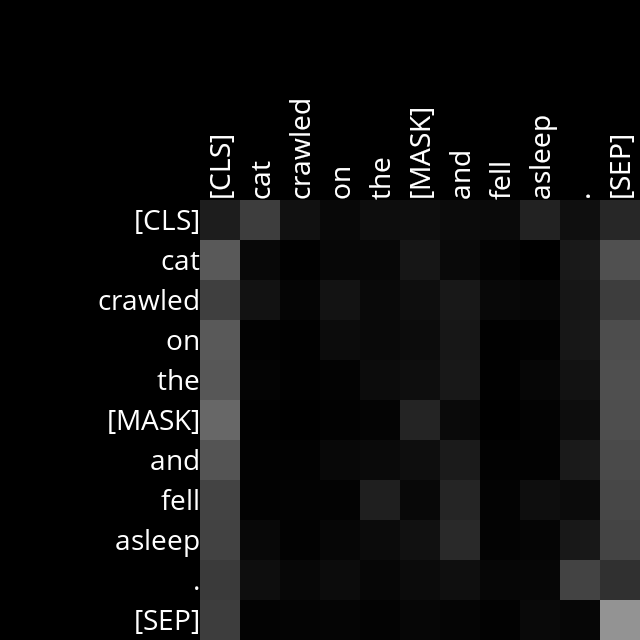 [CLS] cat crawled on the [MASK] and fell asleep . [SEP]
[CLS]
cat
crawled
on
the
[MASK]
and
fell
asleep
.
[SEP]